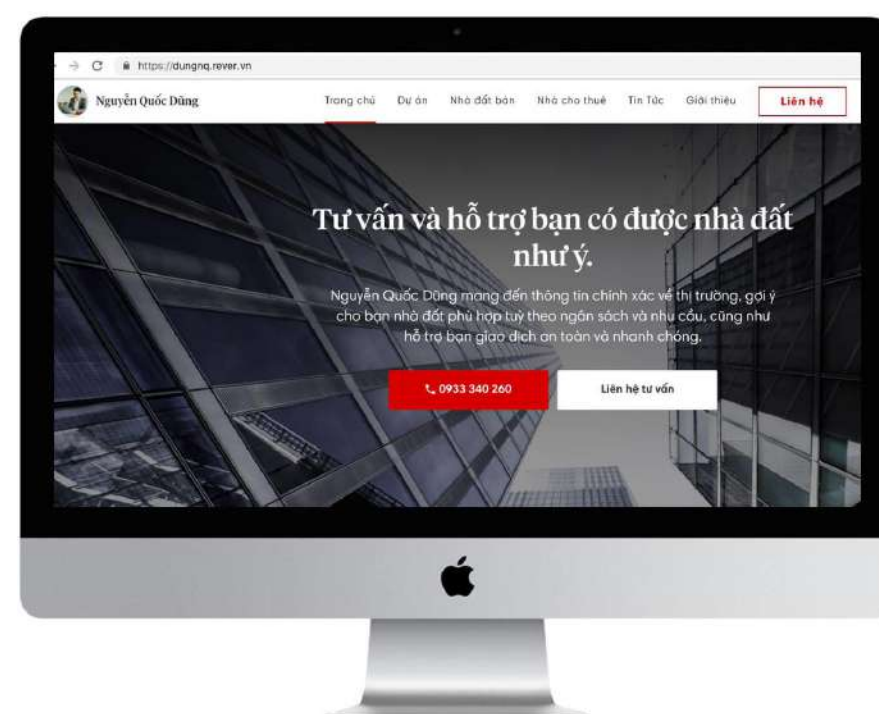 https://dungnq.rever.vn
Nguyễn Quốc Dũng Trang chủ Dự án Nhà đất bán Nhà cho thuê Tin Tức Giới thiệu Liên hệ
Tư vấn và hỗ trợ bạn có được nhà đất
như ý.
Nguyễn Quốc Dũng mang đến thông tin chính xác về thị trường, gợi ý
cho bạn nhà đất phù hợp tuỳ theo ngân sách và nhu cầu, cũng như
hỗ trợ bạn giao dịch an toàn và nhanh chóng.
0933 340 260 Liên hệ tư vấn